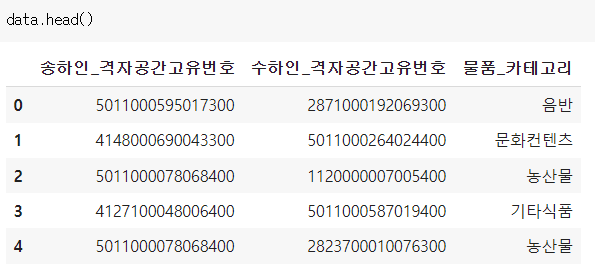 data.head()
송하인_격자공간고유번호 수하인_격자공간고유번호 물품_카테고리
0 5011000595017300 2871000192069300 음반
1 4148000690043300 5011000264024400 문화컨텐츠
2 5011000078068400 1120000007005400 농산물
3 4127100048006400 5011000587019400 기타식품
4 5011000078068400 2823700010076300 농산물